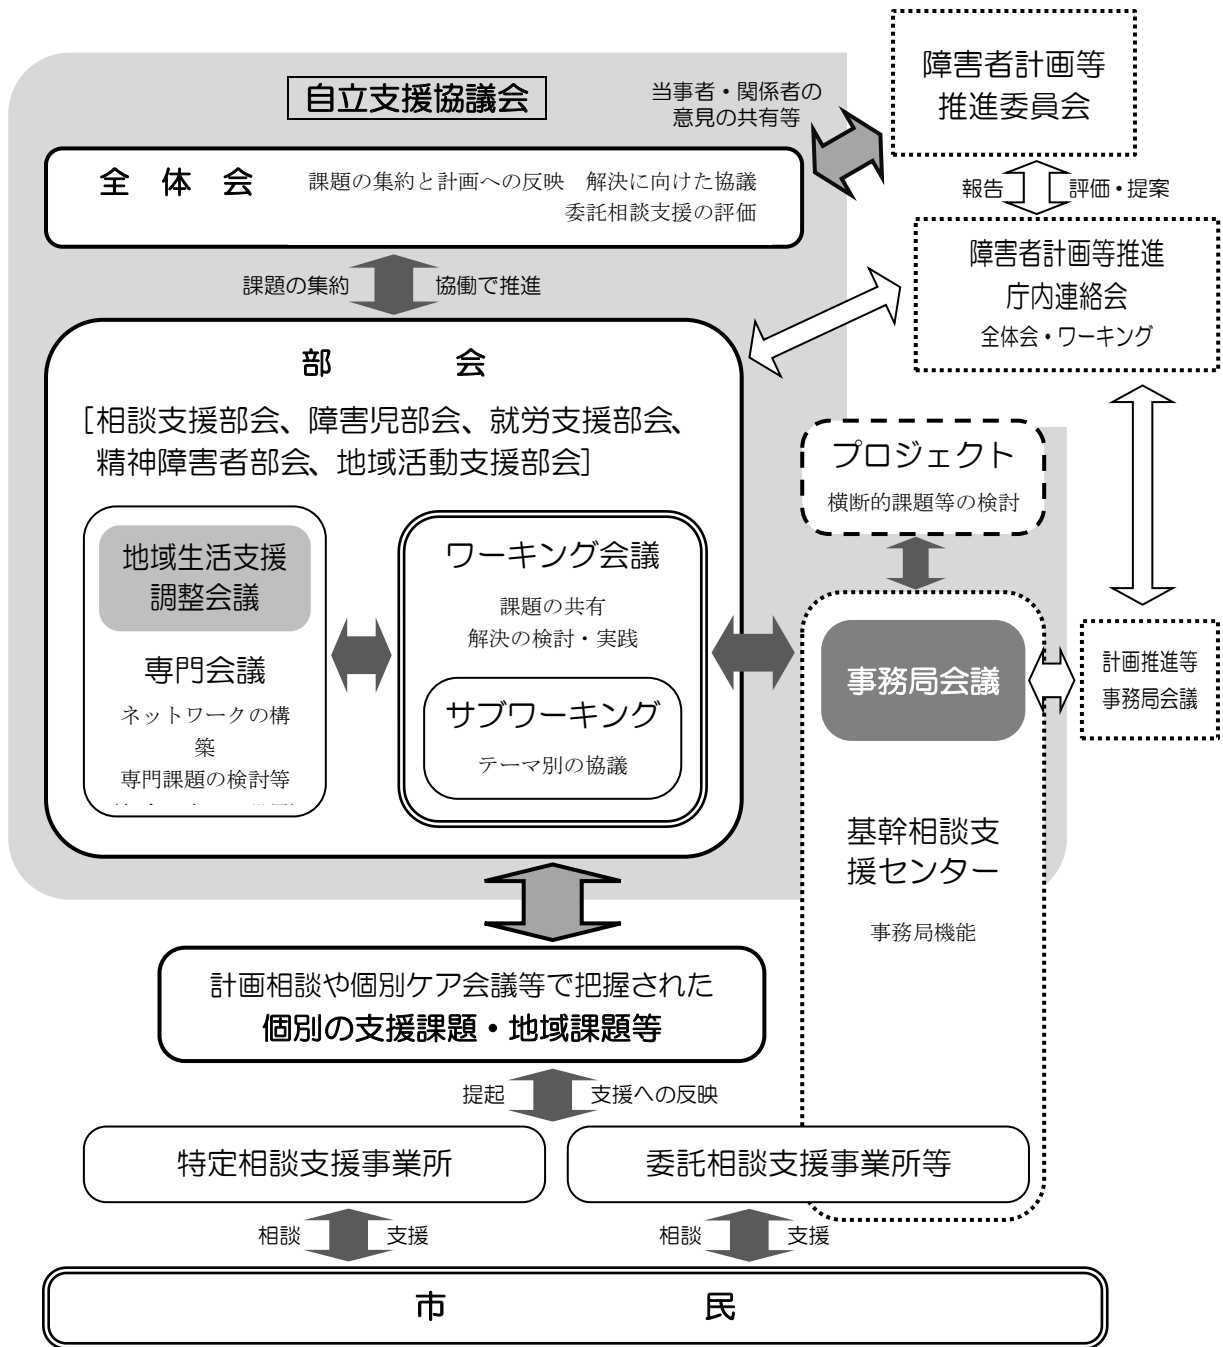 自立支援協議会
当事者・関係者の
意見の共有等
障害者計画等
推進委員会
全 体 会
課題の集約と計画への反映 解決に向けた協議
委託相談支援の評価
報告
評価・提案
障害者計画等推進
庁内連絡会
全体会・ワーキング
課題の集約
協働で推進
部 会
[相談支援部会、障害児部会、就労支援部会、
精神障害者部会、地域活動支援部会]
プロジェクト
横断的課題等の検討
地域生活支援
調整会議
専門会議
ネットワークの構
築
専門課題の検討等
ワーキング会議
課題の共有
解決の検討・実践
サブワーキング
テーマ別の協議
事務局会議
計画推進等
事務局会議
基幹相談支
援センター
事務局機能
計画相談や個別ケア会議等で把握された
個別の支援課題・地域課題等
提起
支援への反映
特定相談支援事業所
委託相談支援事業所等
相談
支援
相談
支援
市 民